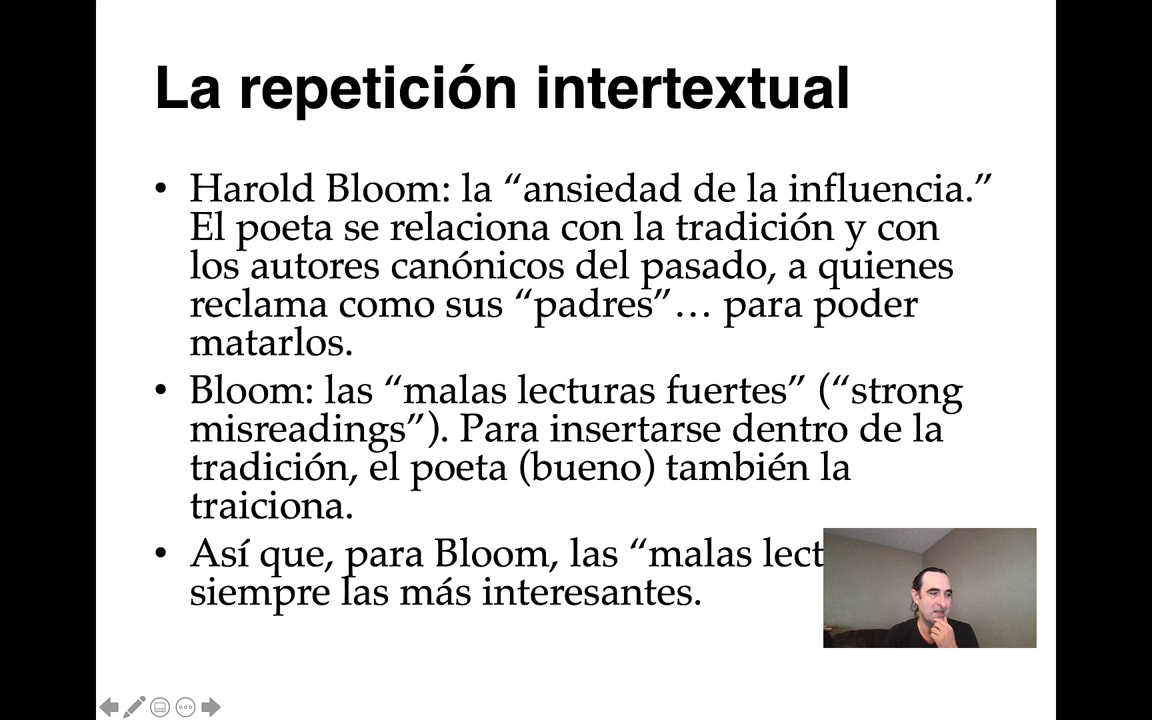 La repetición intertextual
• Harold Bloom: la “ansiedad de la influencia.”
El poeta se relaciona con la tradición y con
los autores canónicos del pasado, a quienes
reclama como sus “padres”… para poder
matarlos.
• Bloom: las “malas lecturas fuertes” (“strong
misreadings”). Para insertarse dentro de la
tradición, el poeta (bueno) también la
traiciona.
• Así que, para Bloom, las “malas lect
siempre las más interesantes.